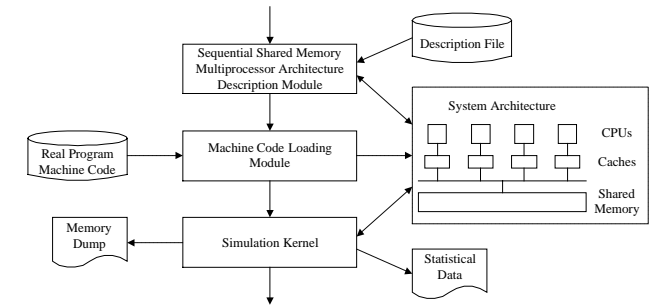 Sequential Shared Memory
Multiprocessor Architecture
Description Module
Description File
System Architecture
CPUs
Caches
Shared
Memory
Machine Code Loading
Module
Real Program
Machine Code
Memory
Dump
Simulation Kernel
Statistical
Data